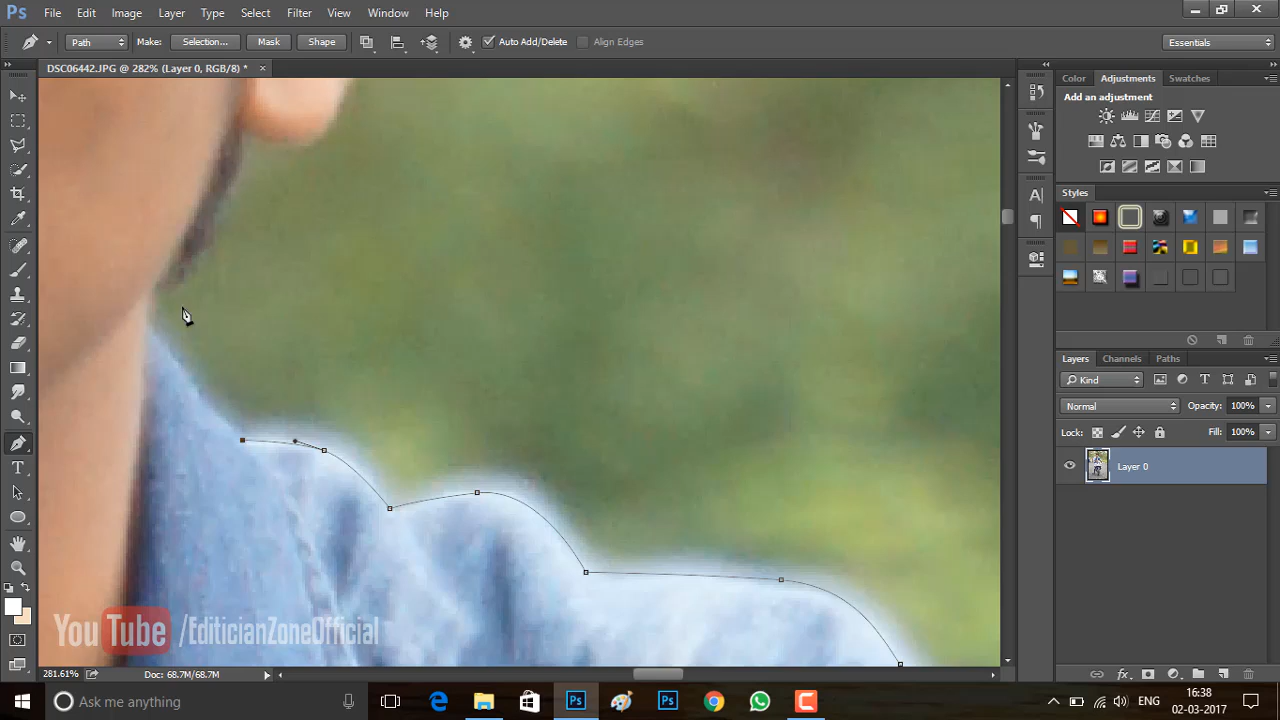 Ps File Edit Image Layer Type Select Filter View Window Help
Path Make: Selection... Mask Shape Auto Add/Delete Align Edges Essentials
DSC06442.JPG @ 282% (Layer 0, RGB/8) * ×
Color Adjustments Swatches
Add an adjustment
Styles
Layers Channels Paths
Kind
Normal Opacity: 100%
Lock: Fill: 100%
Layer 0
You Tube /EditicianZoneOfficial
281.61% Doc: 68.7M/68.7M
Ask me anything
ENG
16:38
02-03-2017